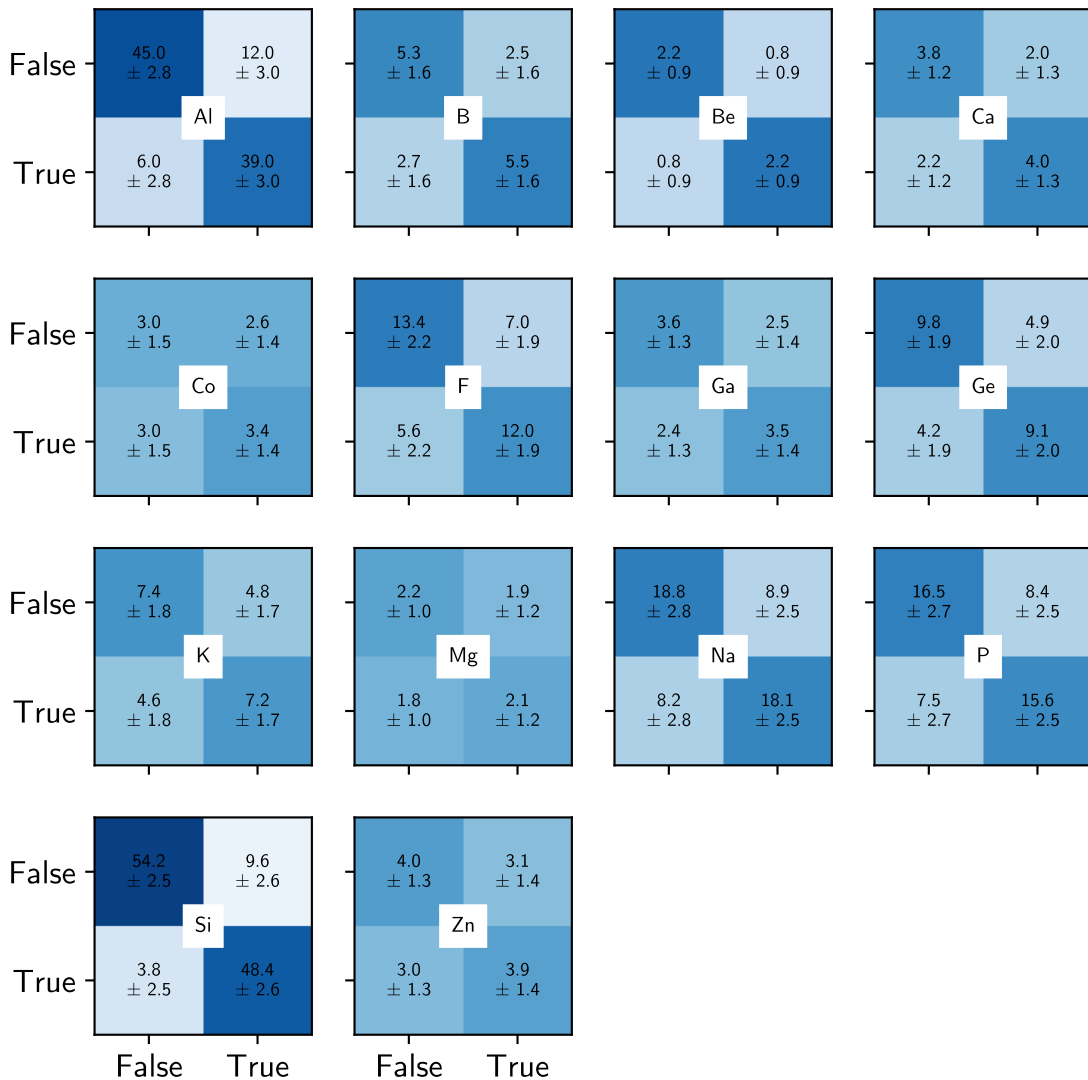 False 45.0 12.0 5.3 2.5 2.2 0.8 3.8 2.0
± 2.8 ± 3.0 ± 1.6 ± 1.6 ± 0.9 ± 0.9 ± 1.2 ± 1.3
Al B Be Ca
True 6.0 39.0 2.7 5.5 0.8 2.2 2.2 4.0
± 2.8 ± 3.0 ± 1.6 ± 1.6 ± 0.9 ± 0.9 ± 1.2 ± 1.3
False 3.0 2.6 13.4 7.0 3.6 2.5 9.8 4.9
± 1.5 ± 1.4 ± 2.2 ± 1.9 ± 1.3 ± 1.4 ± 1.9 ± 2.0
Co F Ga Ge
True 3.0 3.4 5.6 12.0 2.4 3.5 4.2 9.1
± 1.5 ± 1.4 ± 2.2 ± 1.9 ± 1.3 ± 1.4 ± 1.9 ± 2.0
False 7.4 4.8 2.2 1.9 18.8 8.9 16.5 8.4
± 1.8 ± 1.7 ± 1.0 ± 1.2 ± 2.8 ± 2.5 ± 2.7 ± 2.5
K Mg Na P
True 4.6 7.2 1.8 2.1 8.2 18.1 7.5 15.6
± 1.8 ± 1.7 ± 1.0 ± 1.2 ± 2.8 ± 2.5 ± 2.7 ± 2.5
False 54.2 9.6 4.0 3.1
± 2.5 ± 2.6 ± 1.3 ± 1.4
Si Zn
True 3.8 48.4 3.0 3.9
± 2.5 ± 2.6 ± 1.3 ± 1.4
False True False True